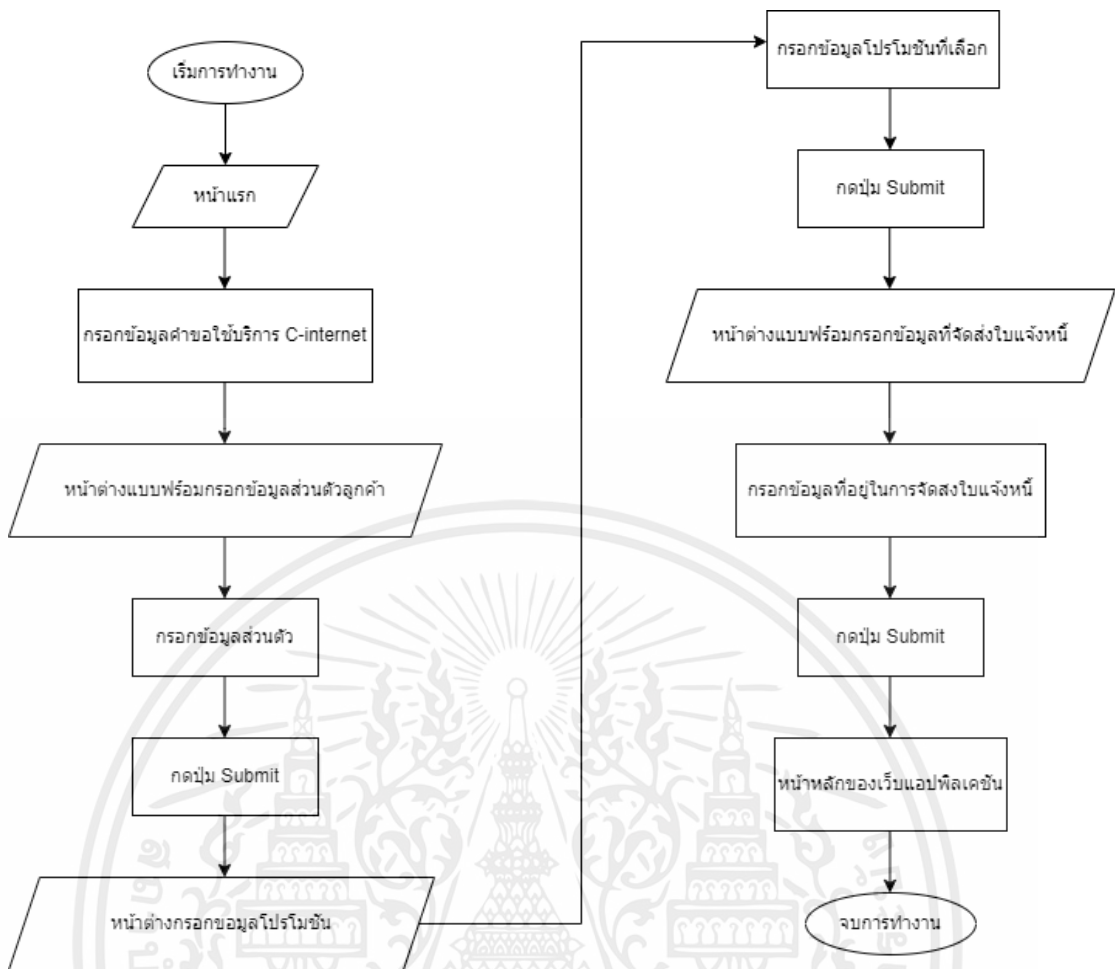 เริ่มการทำงาน
หน้าแรก
กรอกข้อมูลคำขอใช้บริการ C-internet
หน้าต่างแบบฟร์อมกรอกข้อมูลส่วนตัวลูกค้า
กรอกข้อมูลส่วนตัว
กดปุ่ม Submit
หน้าต่างกรอกขอมูลโปรโมชัน
กรอกข้อมูลโปรโมชันที่เลือก
กดปุ่ม Submit
หน้าต่างแบบฟร์อมกรอกข้อมูลที่จัดส่งใบแจ้งหนี้
กรอกข้อมูลที่อยู่ในการจัดสงใบแจ้งหนี้
กดปุ่ม Submit
หน้าหลักของเว็บแอปพิลเคชัน
จบการทำงาน